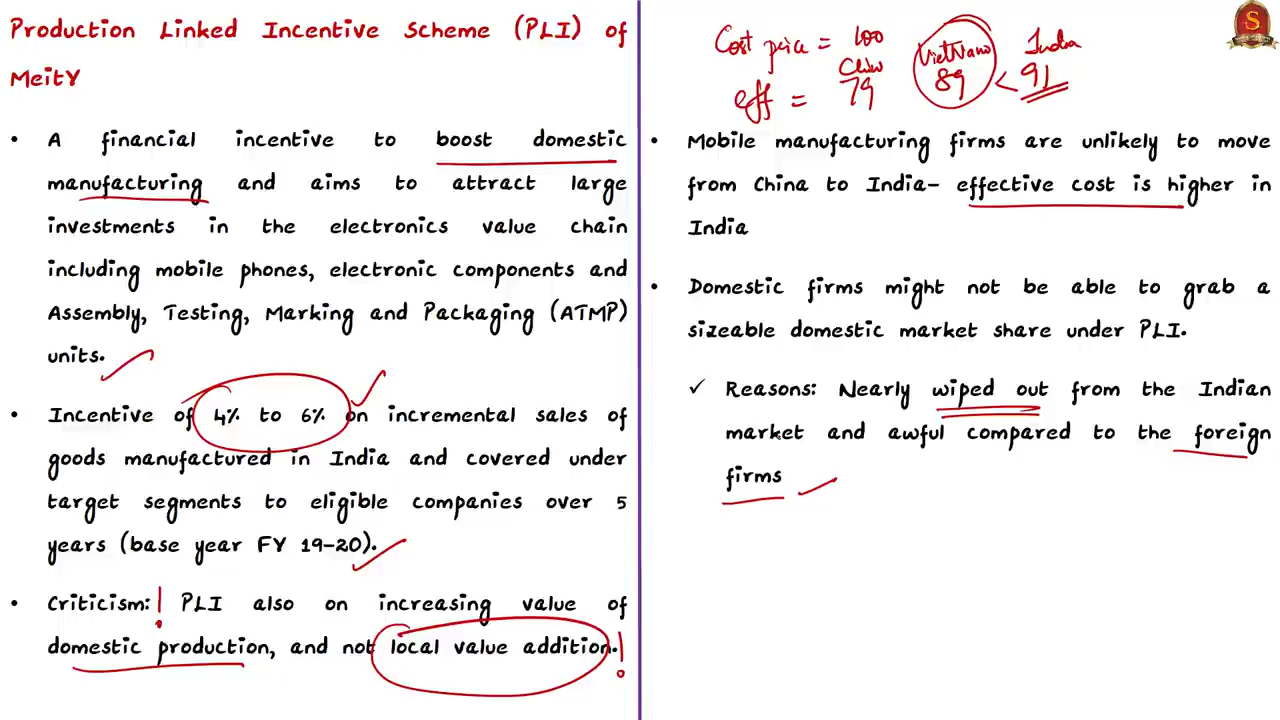 Production Linked Incentive Scheme (PLI) of
MeitY
• A financial incentive to boost domestic
manufacturing and aims to attract large
investments in the electronics value chain
including mobile phones, electronic components and
Assembly, Testing, Marking and Packaging (ATMP)
units.
• Incentive of 4% to 6% on incremental sales of
goods manufactured in India and covered under
target segments to eligible companies over 5
years (base year FY 19-20).
• Criticism: ! PLI also on increasing value of
domestic production, and not local value addition. !
Cost price = 100
China VietNam India
eff = 79 89 < 91
• Mobile manufacturing firms are unlikely to move
from China to India- effective cost is higher in
India
• Domestic firms might not be able to grab a
sizeable domestic market share under PLI.
✓ Reasons: Nearly wiped out from the Indian
market and awful compared to the foreign
firms
S